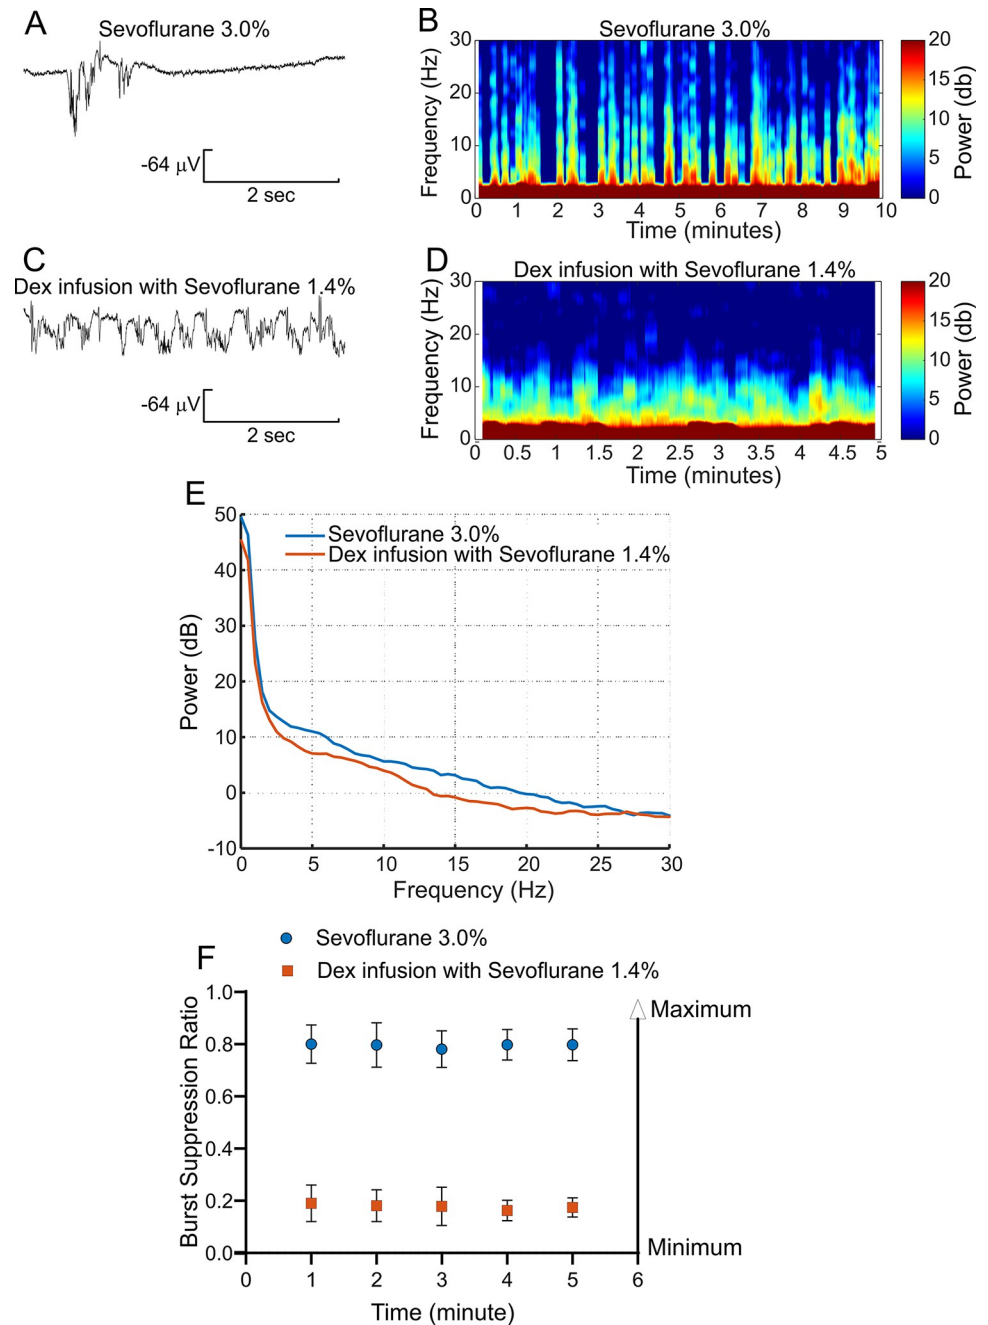 A
Sevoflurane 3.0%
-64 μV
2 sec
B
Sevoflurane 3.0%
Frequency (Hz)
30
20
10
0
0 1 2 3 4 5 6 7 8 9 10
Time (minutes)
20
15
10
5
0
Power (db)
C
Dex infusion with Sevoflurane 1.4%
-64 μV
2 sec
D
Dex infusion with Sevoflurane 1.4%
Frequency (Hz)
30
20
10
0
0 0.5 1 1.5 2 2.5 3 3.5 4 4.5 5
Time (minutes)
20
15
10
5
0
Power (db)
E
Sevoflurane 3.0%
Dex infusion with Sevoflurane 1.4%
Power (dB)
50
40
30
20
10
0
-10
0 5 10 15 20 25 30
Frequency (Hz)
F
Sevoflurane 3.0%
Dex infusion with Sevoflurane 1.4%
Burst Suppression Ratio
1.0
0.8
0.6
0.4
0.2
0.0
Maximum
Minimum
0 1 2 3 4 5 6
Time (minute)